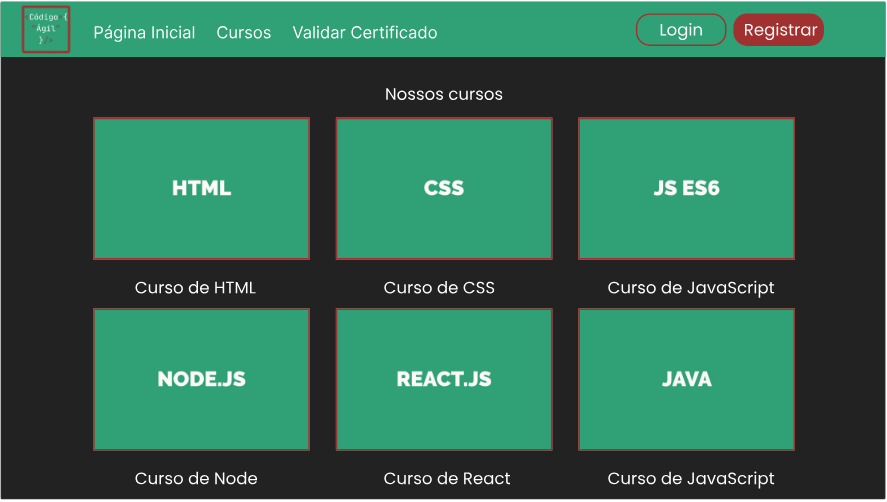 <Código {
"Ágil"
}/>
Página Inicial Cursos Validar Certificado Login Registrar
Nossos cursos
HTML CSS JS ES6
Curso de HTML Curso de CSS Curso de JavaScript
NODE.JS REACT.JS JAVA
Curso de Node Curso de React Curso de JavaScript